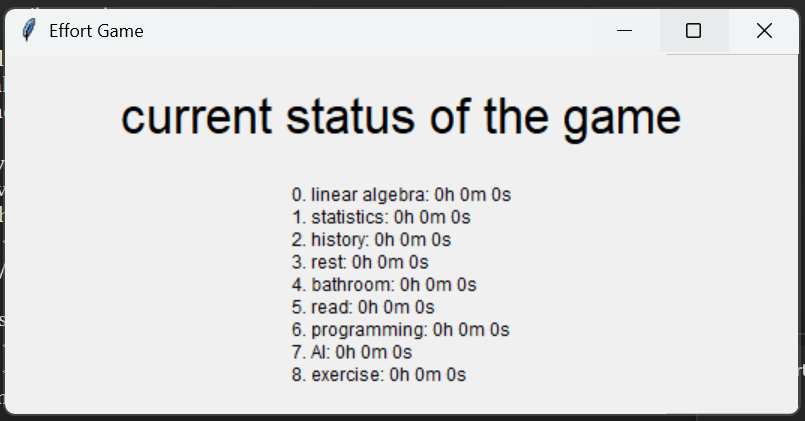 Effort Game
current status of the game
0. linear algebra: 0h 0m 0s
1. statistics: 0h 0m 0s
2. history: 0h 0m 0s
3. rest: 0h 0m 0s
4. bathroom: 0h 0m 0s
5. read: 0h 0m 0s
6. programming: 0h 0m 0s
7. AI: 0h 0m 0s
8. exercise: 0h 0m 0s